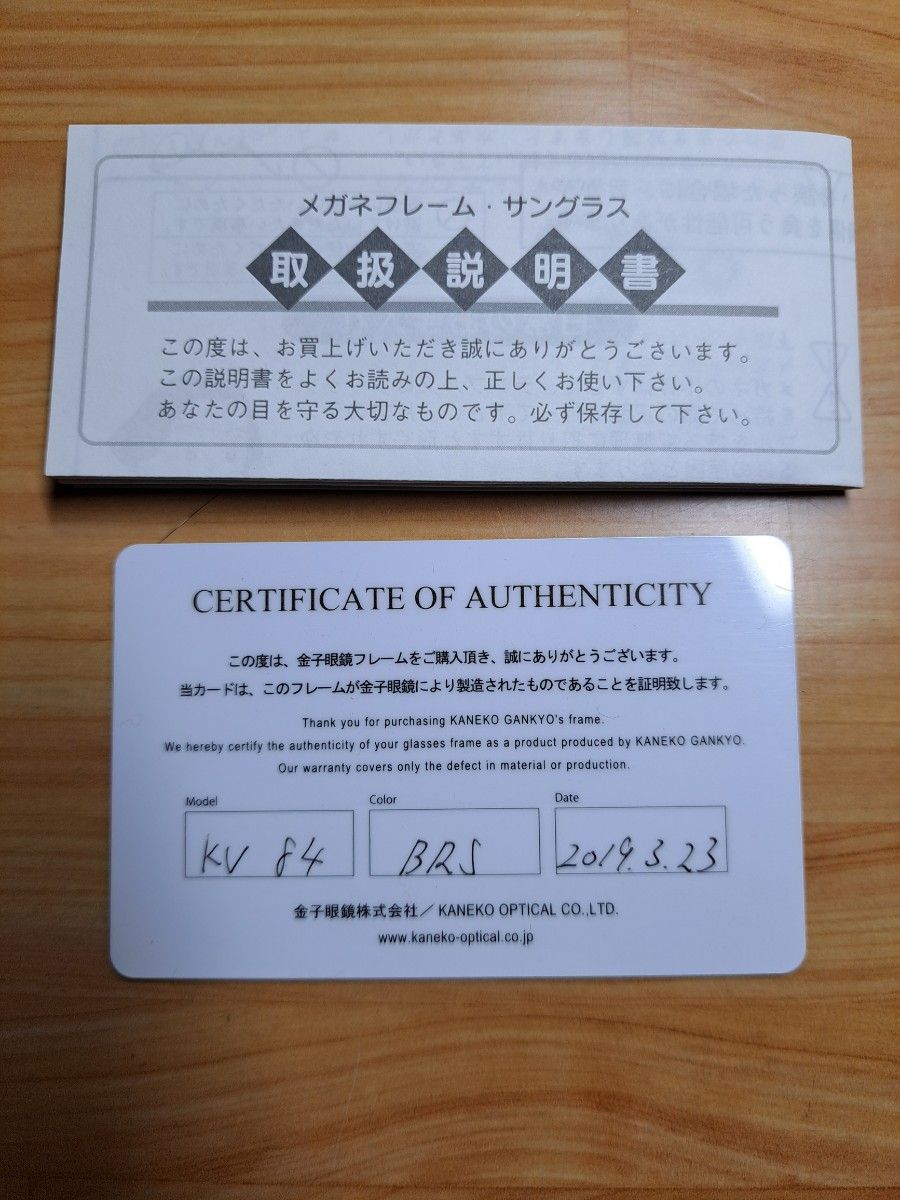 メガネフレーム・サングラス
取扱説明書
この度は、お買上げいただき誠にありがとうございます。
この説明書をよくお読みの上、正しくお使い下さい。
あなたの目を守る大切なものです。必ず保存して下さい。
CERTIFICATE OF AUTHENTICITY
この度は、金子眼鏡フレームをご購入頂き、誠にありがとうございます。
当カードは、このフレームが金子眼鏡により製造されたものであることを証明致します。
Thank you for purchasing KANEKO GANKYO's frame.
We hereby certify the authenticity of your glasses frame as a product produced by KANEKO GANKYO.
Our warranty covers only the defect in material or production.
Model Color Date
KV 84 BRS 2019.3.23
金子眼鏡株式会社／KANEKO OPTICAL CO.,LTD.
www.kaneko-optical.co.jp